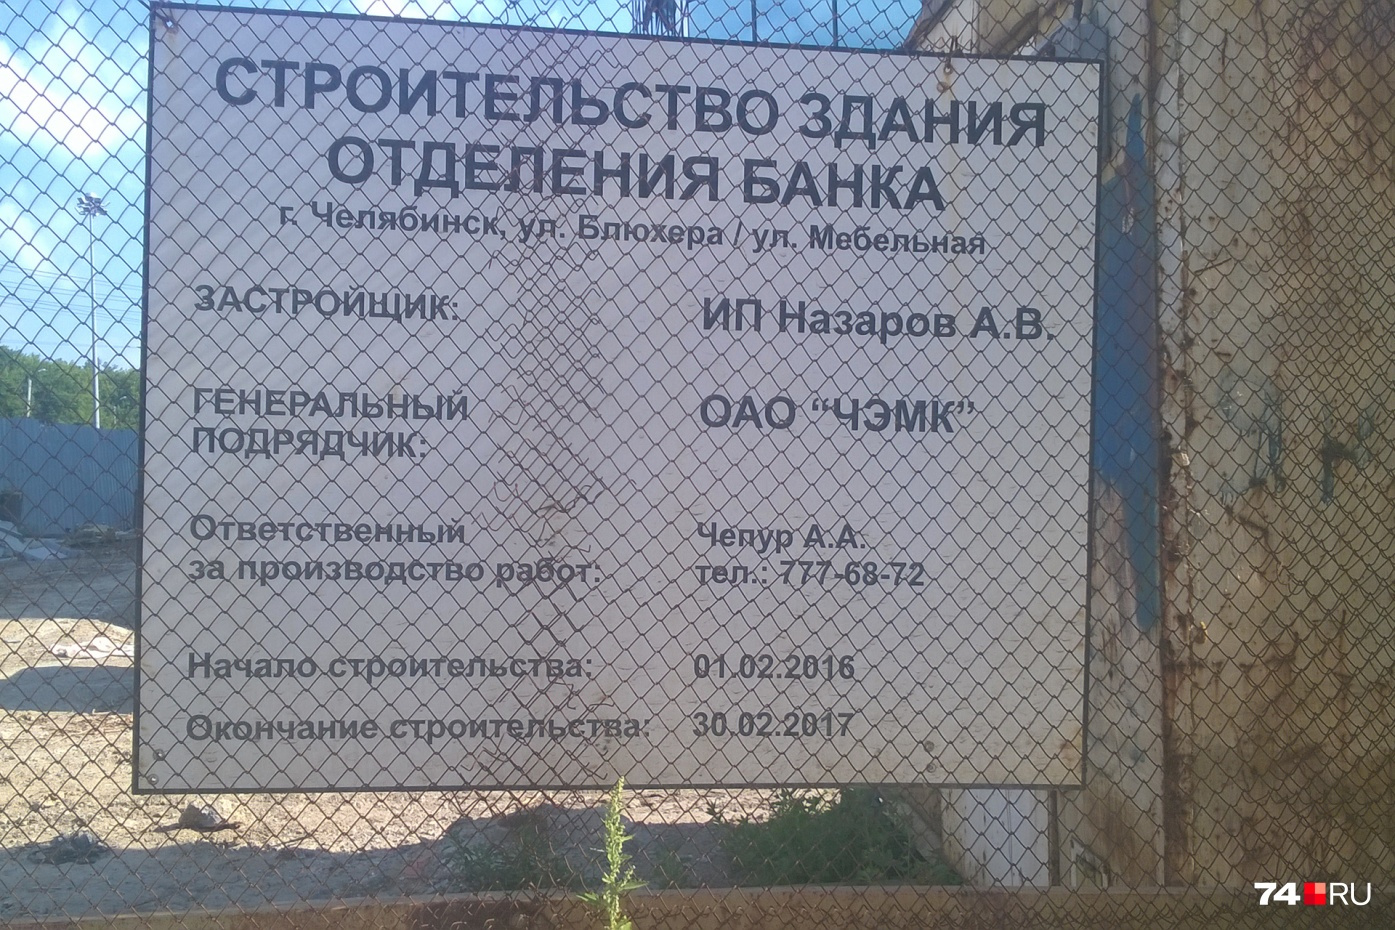 СТРОИТЕЛЬСТВО ЗДАНИЯ
ОТДЕЛЕНИЯ БАНКА
г. Челябинск, ул. Блюхера / ул. Мебельная
ЗАСТРОЙЩИК: ИП Назаров А.В.
ГЕНЕРАЛЬНЫЙ
ПОДРЯДЧИК:
ОАО “ЧЭМК”
Ответственный
за производство работ:
Чепур А.А.
тел.: 777-68-72
Начало строительства: 01.02.2016
Окончание строительства: 30.02.2017
74 RU